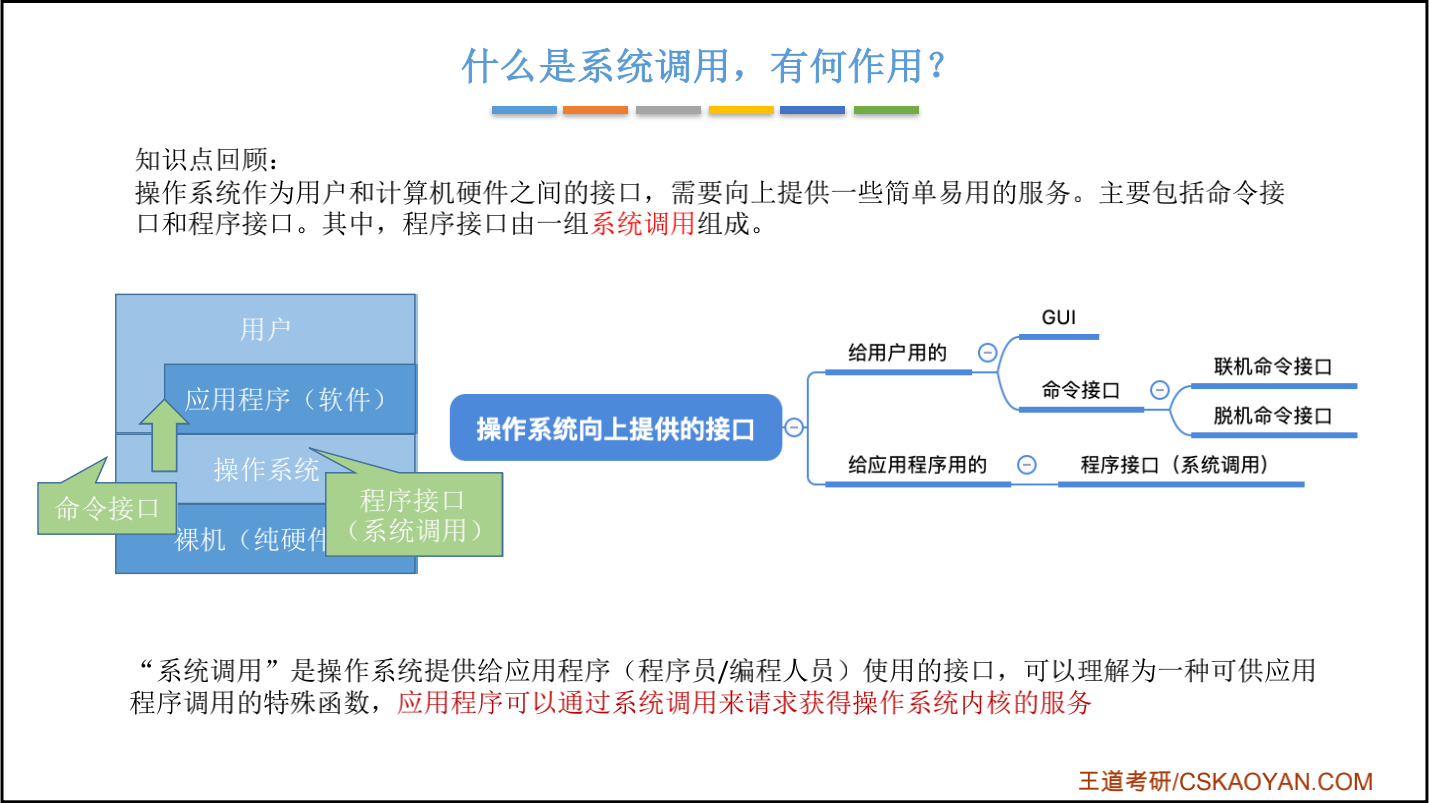 什么是系统调用，有何作用？
知识点回顾：
操作系统作为用户和计算机硬件之间的接口，需要向上提供一些简单易用的服务。主要包括命令接
口和程序接口。其中，程序接口由一组系统调用组成。
用户
应用程序（软件）
操作系统
命令接口
程序接口
（系统调用）
裸机（纯硬件
操作系统向上提供的接口
给用户用的
GUI
命令接口
联机命令接口
脱机命令接口
给应用程序用的
程序接口（系统调用）
“系统调用”是操作系统提供给应用程序（程序员/编程人员）使用的接口，可以理解为一种可供应用
程序调用的特殊函数，应用程序可以通过系统调用来请求获得操作系统内核的服务
王道考研/CSKAOYAN.COM